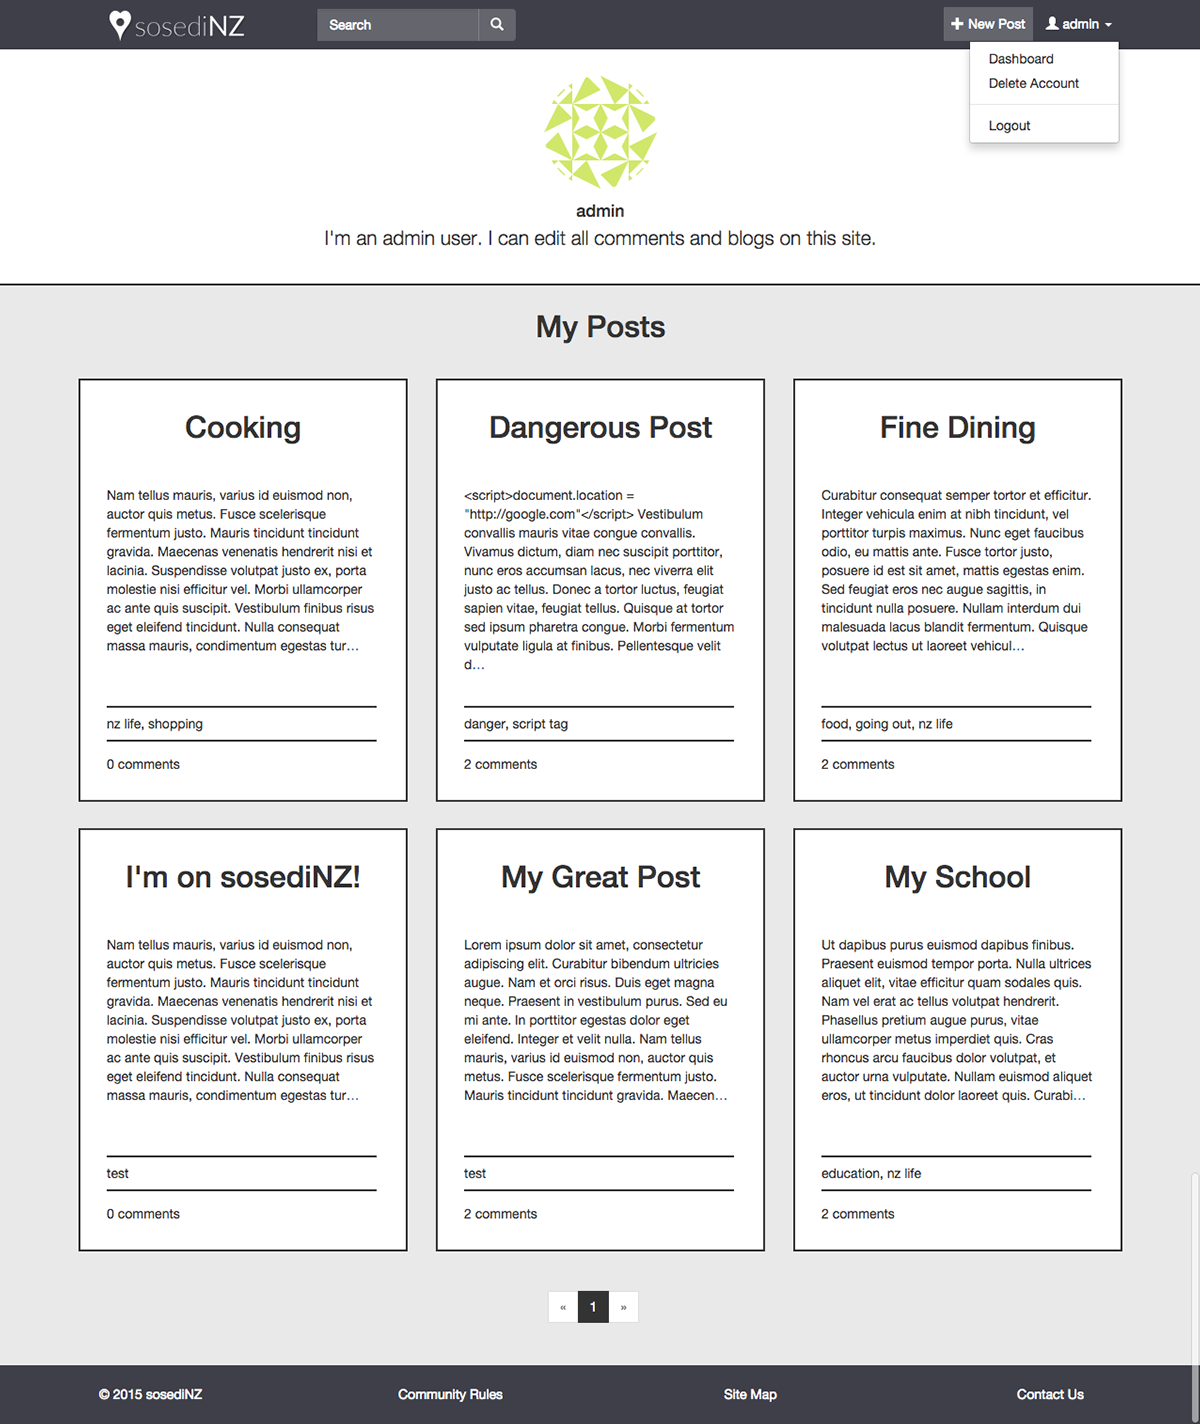 sosediNZ
Search
New Post
admin
Dashboard
Delete Account
Logout
admin
I'm an admin user. I can edit all comments and blogs on this site.
My Posts
Cooking
Nam tellus mauris, varius id euismod non,
auctor quis metus. Fusce scelerisque
fermentum justo. Mauris tincidunt tincidunt
gravida. Maecenas venenatis hendrerit nisi et
lacinia. Suspendisse volutpat justo ex, porta
molestie nisi efficitur vel. Morbi ullamcorper
ac ante quis suscipit. Vestibulum finibus risus
eget eleifend tincidunt. Nulla consequat
massa mauris, condimentum egestas tur...
nz life, shopping
0 comments
Dangerous Post
<script>document.location =
"http://google.com"</script> Vestibulum
convallis mauris vitae congue convallis.
Vivamus dictum, diam nec suscipit porttitor,
nunc eros accumsan lacus, nec viverra elit
justo ac tellus. Donec a tortor luctus, feugiat
sapien vitae, feugiat tellus. Quisque at tortor
sed ipsum pharetra congue. Morbi fermentum
vulputate ligula at finibus. Pellentesque velit
d...
danger, script tag
2 comments
Fine Dining
Curabitur consequat semper tortor et efficitur.
Integer vehicula enim at nibh tincidunt, vel
porttitor turpis maximus. Nunc eget faucibus
odio, eu mattis ante. Fusce tortor justo,
posuere id est sit amet, mattis egestas enim.
Sed feugiat eros nec augue sagittis, in
tincidunt nulla posuere. Nullam interdum dui
malesuada lacus blandit fermentum. Quisque
volutpat lectus ut laoreet vehicul...
food, going out, nz life
2 comments
I'm on sosediNZ!
Nam tellus mauris, varius id euismod non,
auctor quis metus. Fusce scelerisque
fermentum justo. Mauris tincidunt tincidunt
gravida. Maecenas venenatis hendrerit nisi et
lacinia. Suspendisse volutpat justo ex, porta
molestie nisi efficitur vel. Morbi ullamcorper
ac ante quis suscipit. Vestibulum finibus risus
eget eleifend tincidunt. Nulla consequat
massa mauris, condimentum egestas tur...
test
0 comments
My Great Post
Lorem ipsum dolor sit amet, consectetur
adipiscing elit. Curabitur bibendum ultricies
augue. Nam et orci risus. Duis eget magna
neque. Praesent in vestibulum purus. Sed eu
mi ante. In porttitor egestas dolor eget
eleifend. Integer et velit nulla. Nam tellus
mauris, varius id euismod non, auctor quis
metus. Fusce scelerisque fermentum justo.
Mauris tincidunt tincidunt gravida. Maecen...
test
2 comments
My School
Ut dapibus purus euismod dapibus finibus.
Praesent euismod tempor porta. Nulla ultrices
aliquet elit, vitae efficitur quam sodales quis.
Nam vel erat ac tellus volutpat hendrerit.
Phasellus pretium augue purus, vitae
ullamcorper metus imperdiet quis. Cras
rhoncus arcu faucibus dolor volutpat, et
auctor urna vulputate. Nullam euismod aliquet
eros, ut tincidunt dolor laoreet quis. Curabi...
education, nz life
2 comments
« 1 »
© 2015 sosediNZ
Community Rules
Site Map
Contact Us